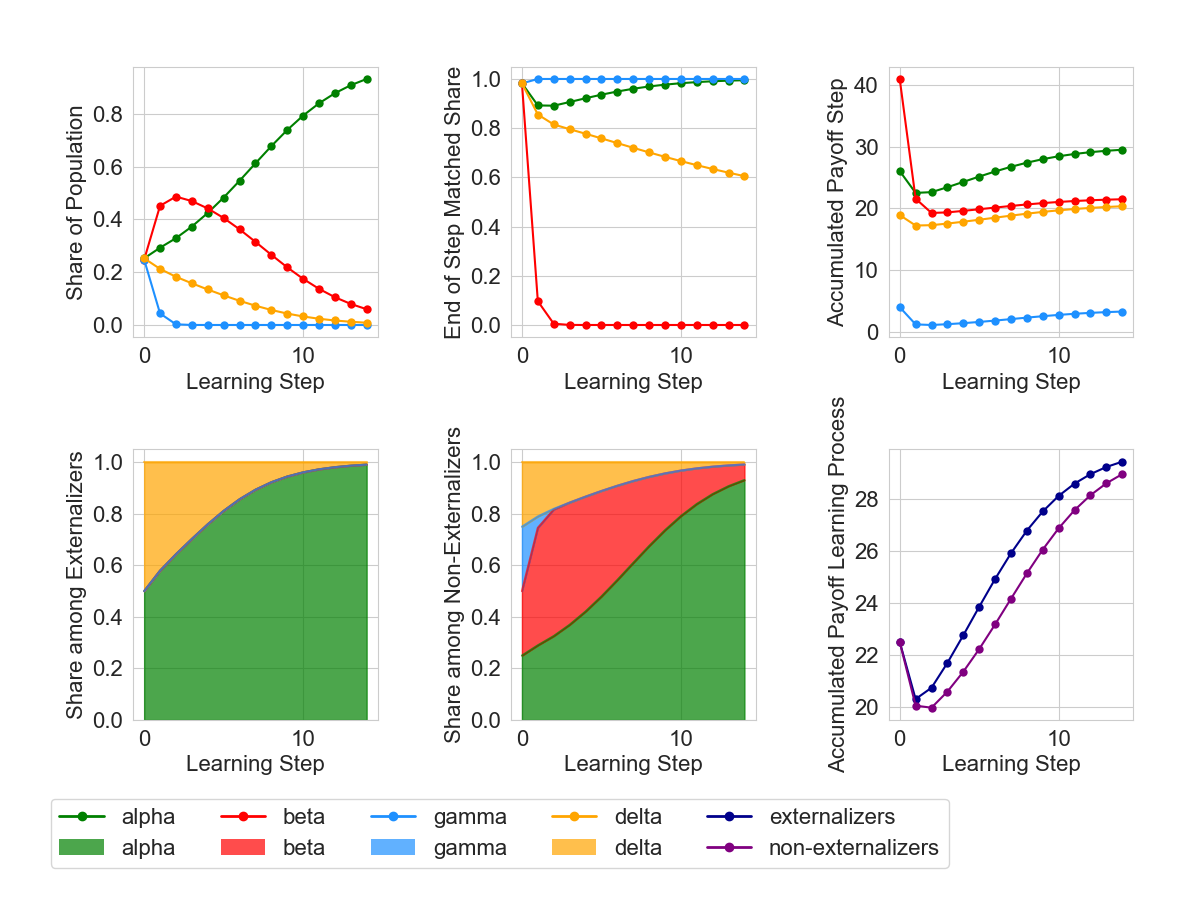 Share of Population
0.8
0.6
0.4
0.2
0.0
0 10
Learning Step
End of Step Matched Share
1.0
0.8
0.6
0.4
0.2
0.0
0 10
Learning Step
Accumulated Payoff Step
40
30
20
10
0
0 10
Learning Step
Share among Externalizers
1.0
0.8
0.6
0.4
0.2
0.0
0 10
Learning Step
Share among Non-Externalizers
1.0
0.8
0.6
0.4
0.2
0.0
0 10
Learning Step
Accumulated Payoff Learning Process
28
26
24
22
20
0 10
Learning Step
alpha beta gamma delta externalizers
alpha beta gamma delta non-externalizers